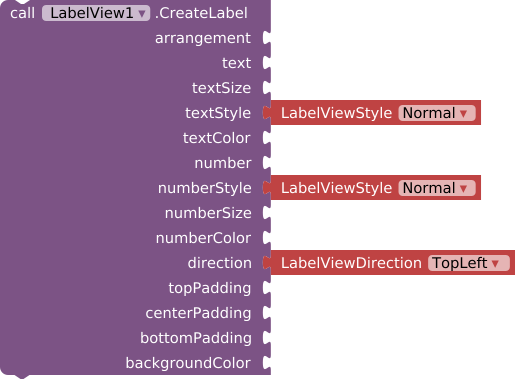 call LabelView1 .CreateLabel
arrangement
text
textSize
textStyle LabelViewStyle Normal
textColor
number
numberStyle LabelViewStyle Normal
numberSize
numberColor
direction LabelViewDirection TopLeft
topPadding
centerPadding
bottomPadding
backgroundColor